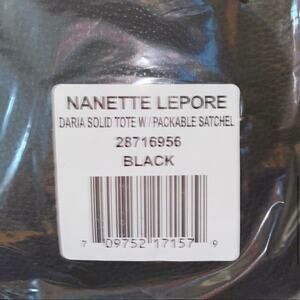 NANETTE LEPORE
DARIA SOLID TOTE W/ PACKABLE SATCHEL
28716956
BLACK
7 09752 17157 9